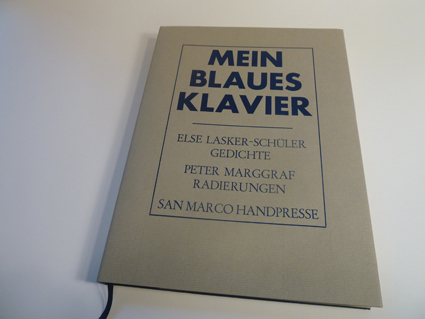 MEIN
BLAUES
KLAVIER
ELSE LASKER-SCHÜLER
GEDICHTE
PETER MARGGRAF
RADIERUNGEN
SAN MARCO HANDPRESSE